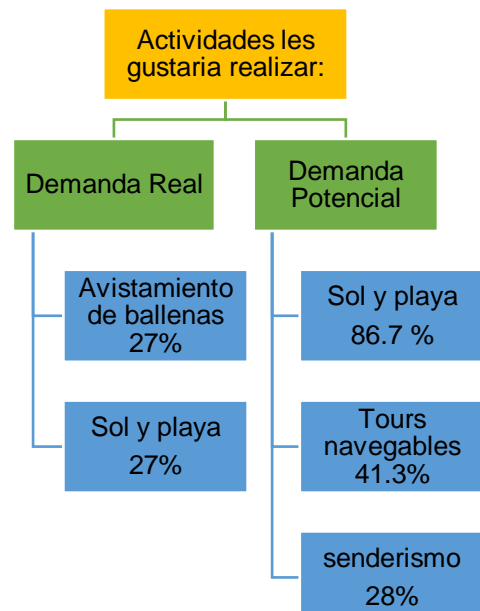 Actividades les
gustaria realizar:
Demanda Real
Avistamiento
de ballenas
27%
Sol y playa
27%
Demanda
Potencial
Sol y playa
86.7 %
Tours
navegables
41.3%
senderismo
28%